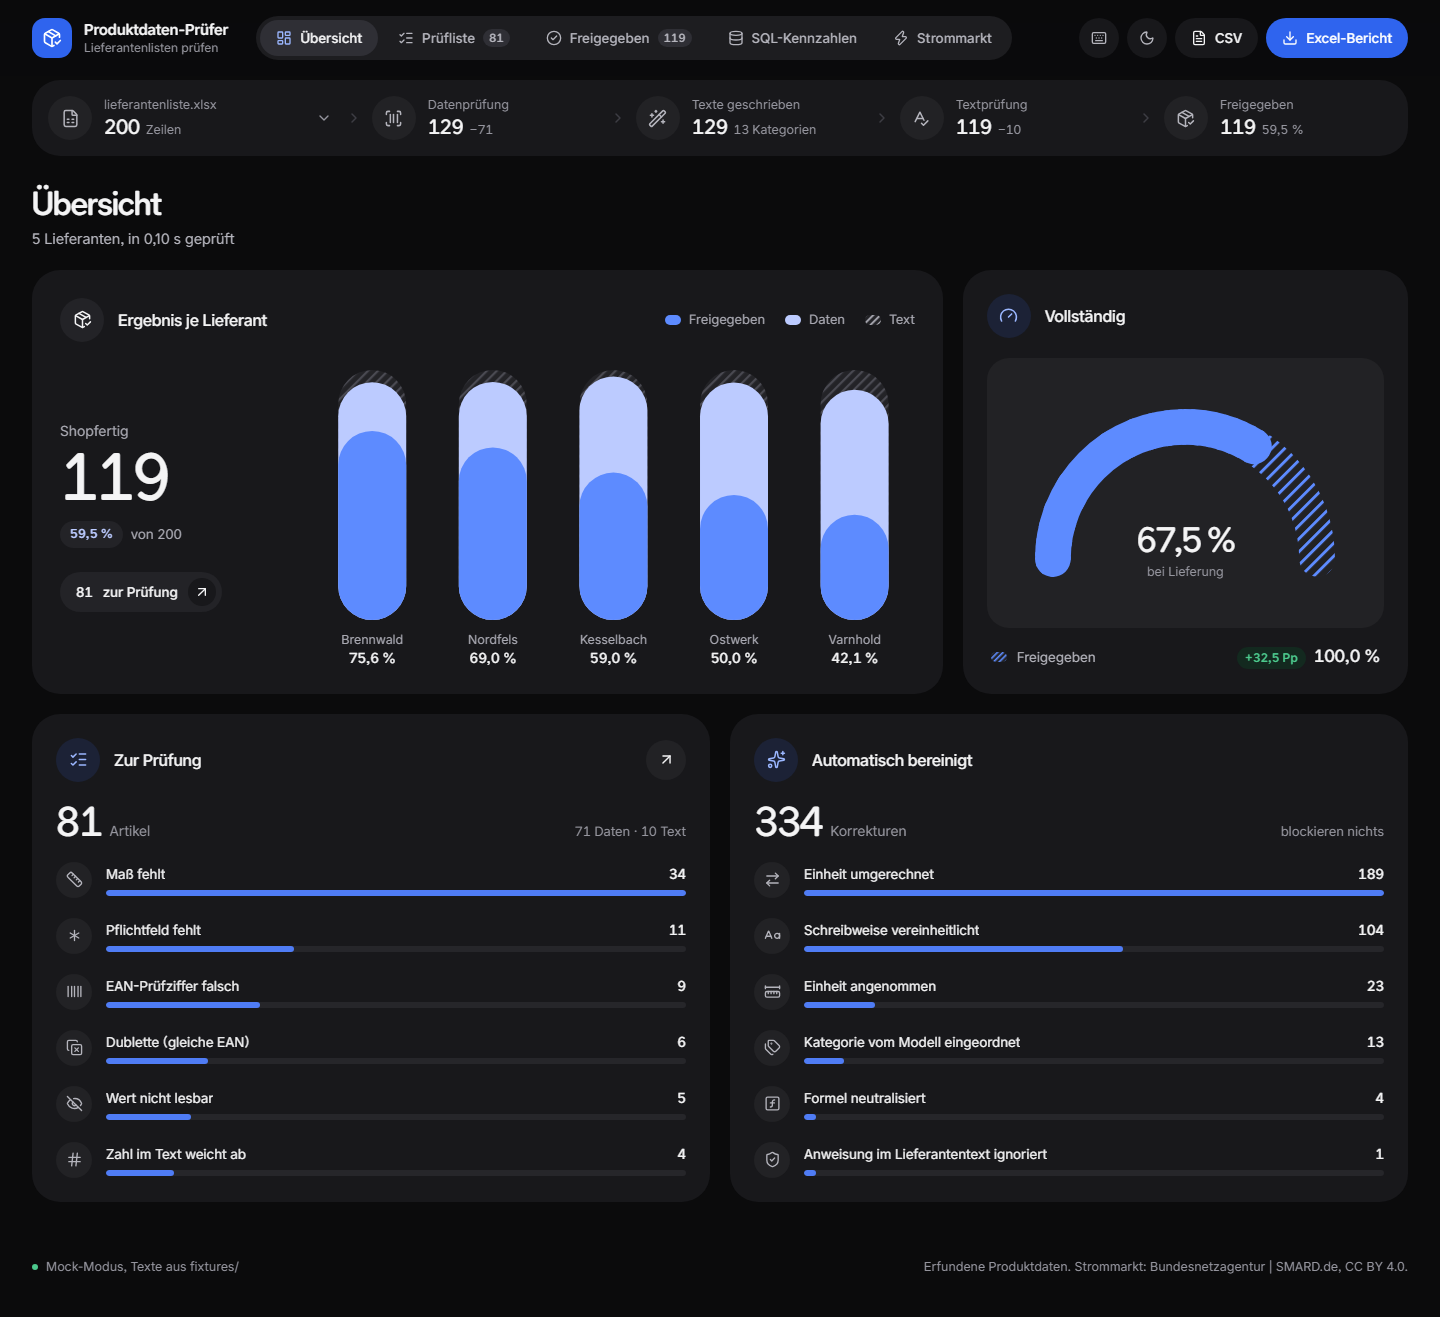 Produktdaten-Prüfer
Lieferantenlisten prüfen
Übersicht
Prüfliste 81
Freigegeben 119
SQL-Kennzahlen
Strommarkt
CSV
Excel-Bericht
lieferantenliste.xlsx
200 Zeilen
Datenprüfung
129 −71
Texte geschrieben
129 13 Kategorien
Textprüfung
119 −10
Freigegeben
119 59,5 %
Übersicht
5 Lieferanten, in 0,10 s geprüft
Ergebnis je Lieferant
Freigegeben
Daten
Text
Shopfertig
119
59,5 % von 200
81 zur Prüfung
Brennwald
75,6 %
Nordfels
69,0 %
Kesselbach
59,0 %
Ostwerk
50,0 %
Varnhold
42,1 %
Vollständig
67,5 %
bei Lieferung
Freigegeben
+32,5 Pp 100,0 %
Zur Prüfung
81 Artikel
71 Daten · 10 Text
Maß fehlt 34
Pflichtfeld fehlt 11
EAN-Prüfziffer falsch 9
Dublette (gleiche EAN) 6
Wert nicht lesbar 5
Zahl im Text weicht ab 4
Automatisch bereinigt
334 Korrekturen
blockieren nichts
Einheit umgerechnet 189
Aa Schreibweise vereinheitlicht 104
Einheit angenommen 23
Kategorie vom Modell eingeordnet 13
Formel neutralisiert 4
Anweisung im Lieferantentext ignoriert 1
Mock-Modus, Texte aus fixtures/
Erfundene Produktdaten. Strommarkt: Bundesnetzagentur | SMARD.de, CC BY 4.0.